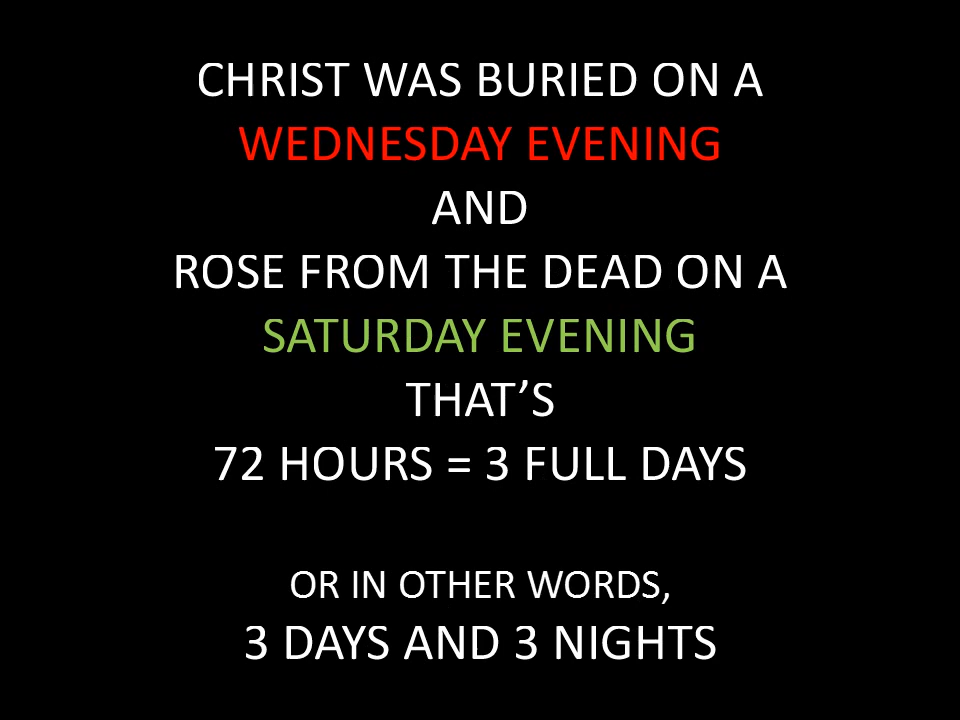 CHRIST WAS BURIED ON A
WEDNESDAY EVENING
AND
ROSE FROM THE DEAD ON A
SATURDAY EVENING
THAT’S
72 HOURS = 3 FULL DAYS
OR IN OTHER WORDS,
3 DAYS AND 3 NIGHTS